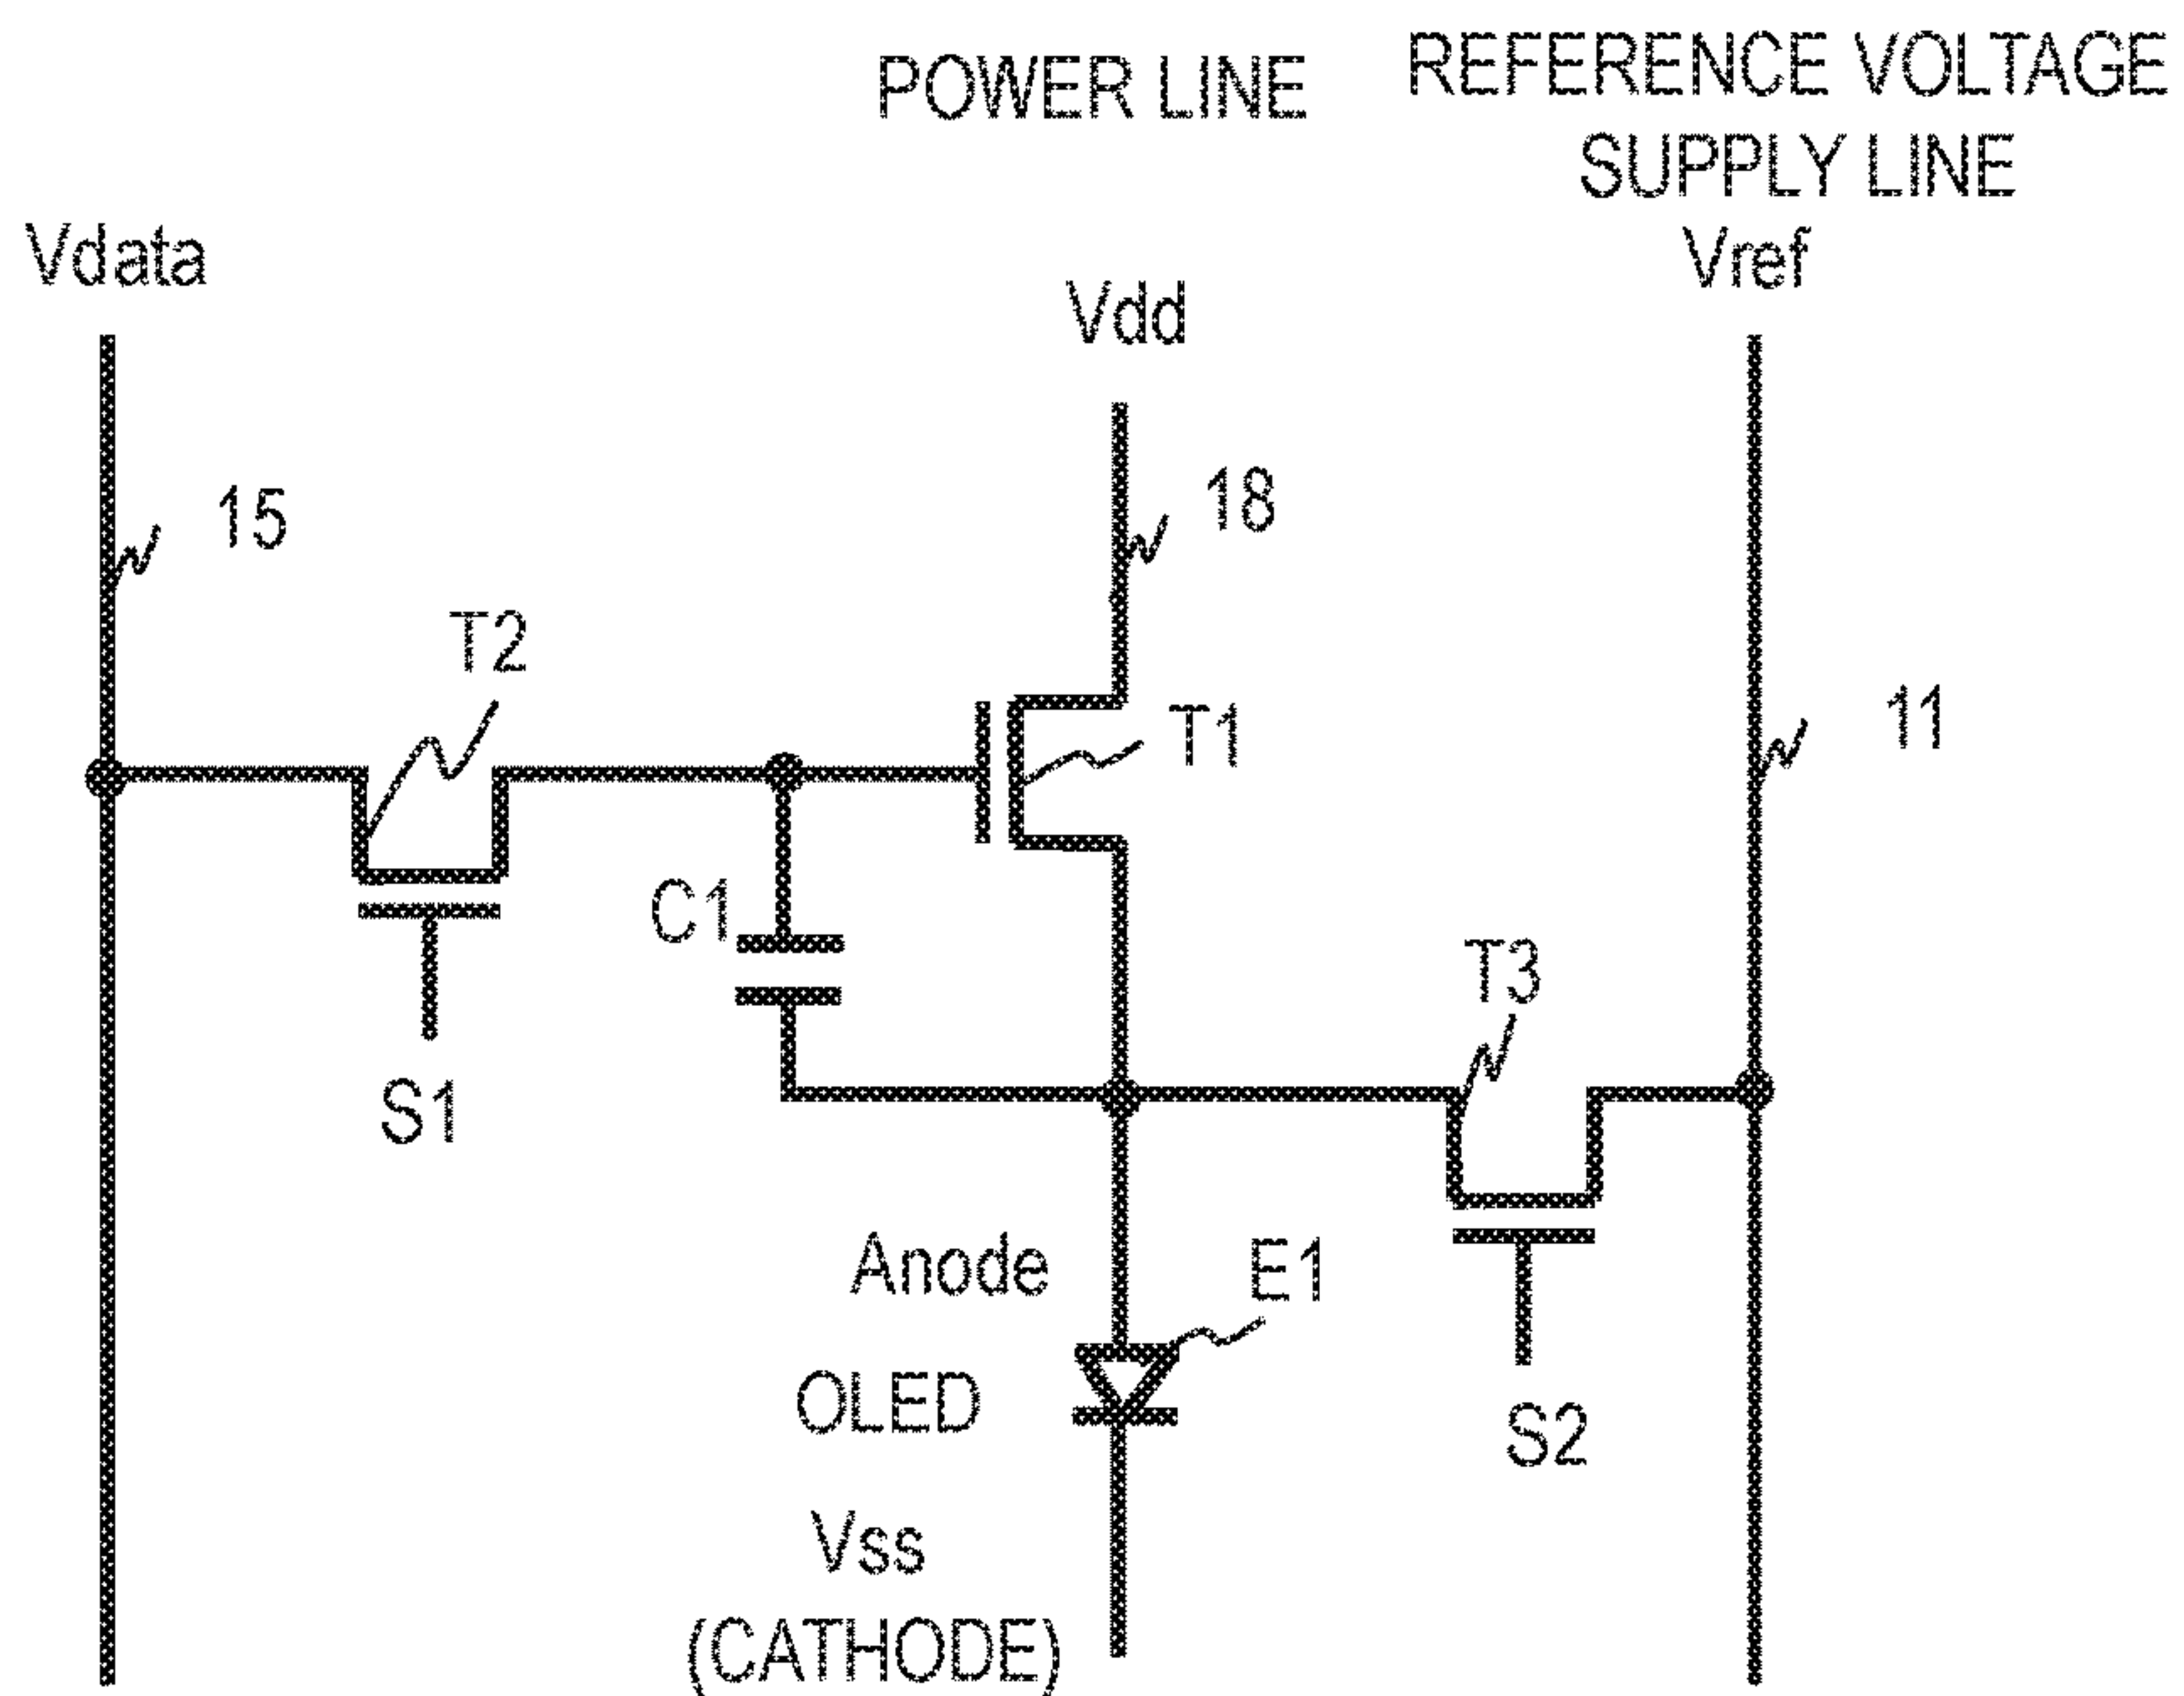 POWER LINE
REFERENCE VOLTAGE
SUPPLY LINE
Vdata
Vdd
Vref
15
18
T2
T1
11
C1
T3
S1
Anode
E1
OLED
S2
Vss
(CATHODE)